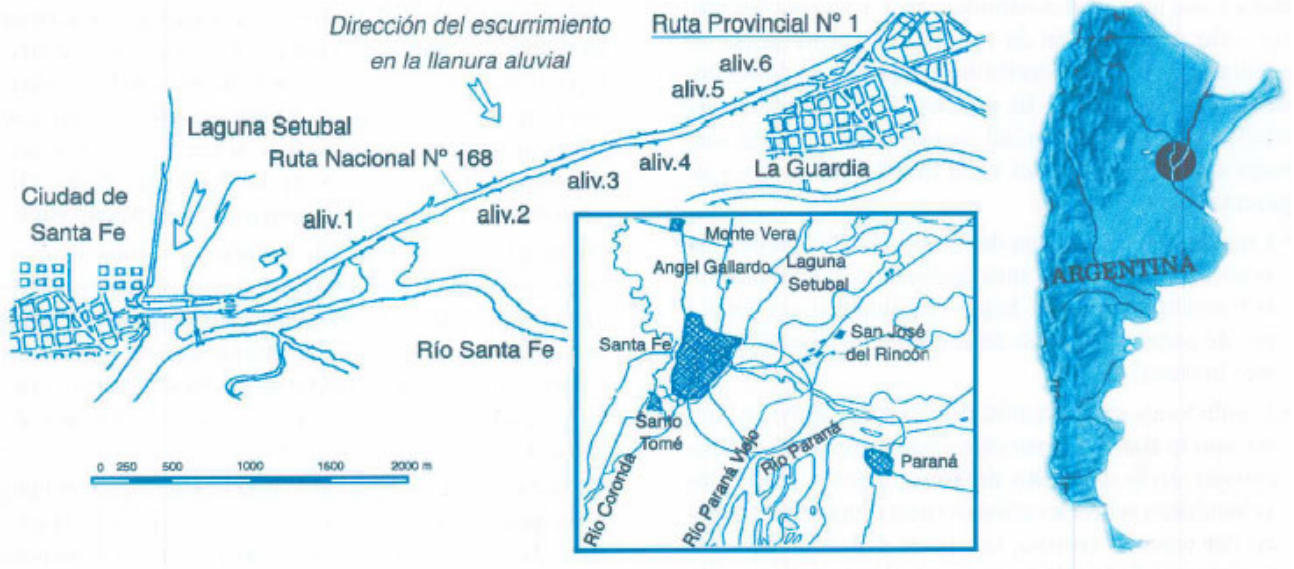 Dirección del escurrimiento
en la llanura aluvial
Ruta Provincial Nº 1
aliv.6
aliv.5
Laguna Setubal
Ruta Nacional Nº 168
aliv.4
La Guardia
aliv.3
Ciudad de
Santa Fe
aliv.1
aliv.2
Río Santa Fe
0 250 500 1000 1600 2000 m
Monte Vera
Angel Gallardo
Laguna
Setubal
Santa Fe
San José
del Rincón
Santo
Tomé
Río Coronda
Río Paraná Viejo
Río Paraná
Paraná
ARGENTINA